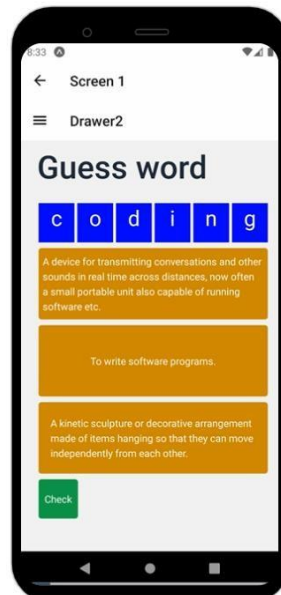 8:33
Screen 1
Drawer2
Guess word
c o d i n g
A device for transmitting conversations and other
sounds in real time across distances, now often
a small portable unit also capable of running
software etc.
To write software programs.
A kinetic sculpture or decorative arrangement
made of items hanging so that they can move
independently from each other.
Check